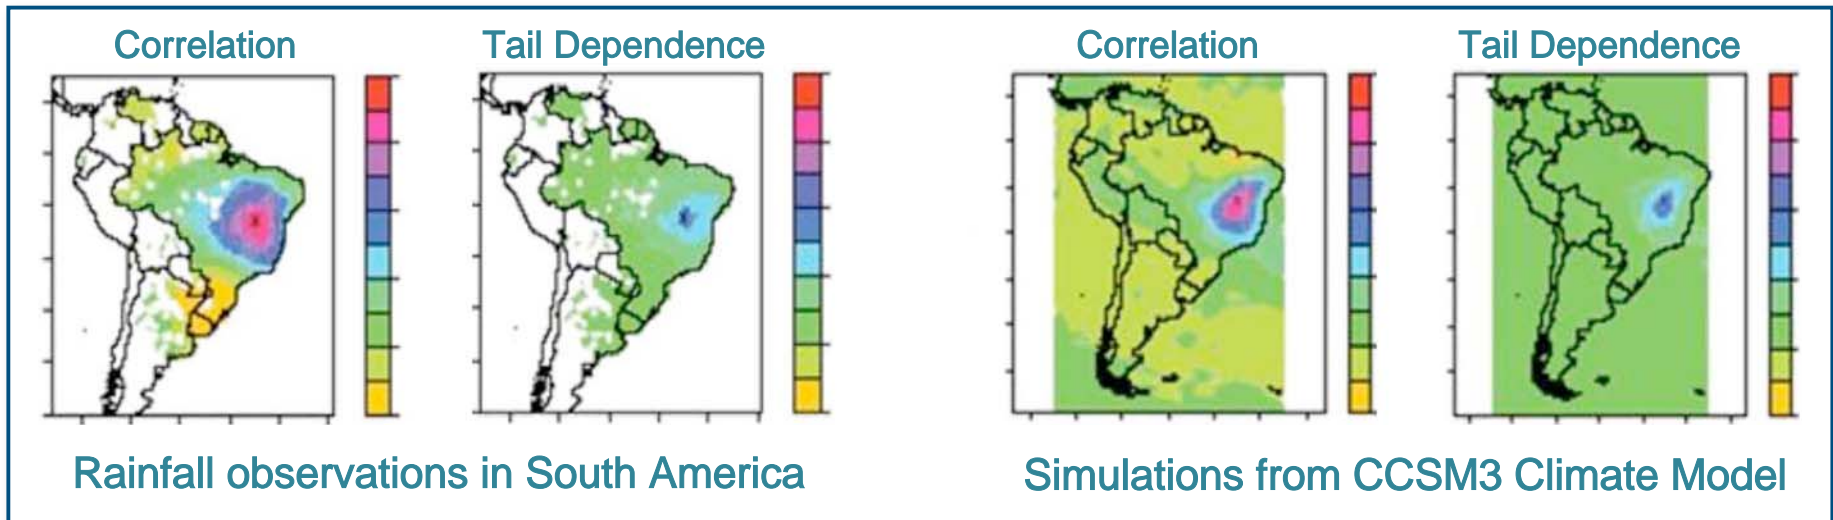 Correlation
Tail Dependence
Correlation
Tail Dependence
Rainfall observations in South America
Simulations from CCSM3 Climate Model